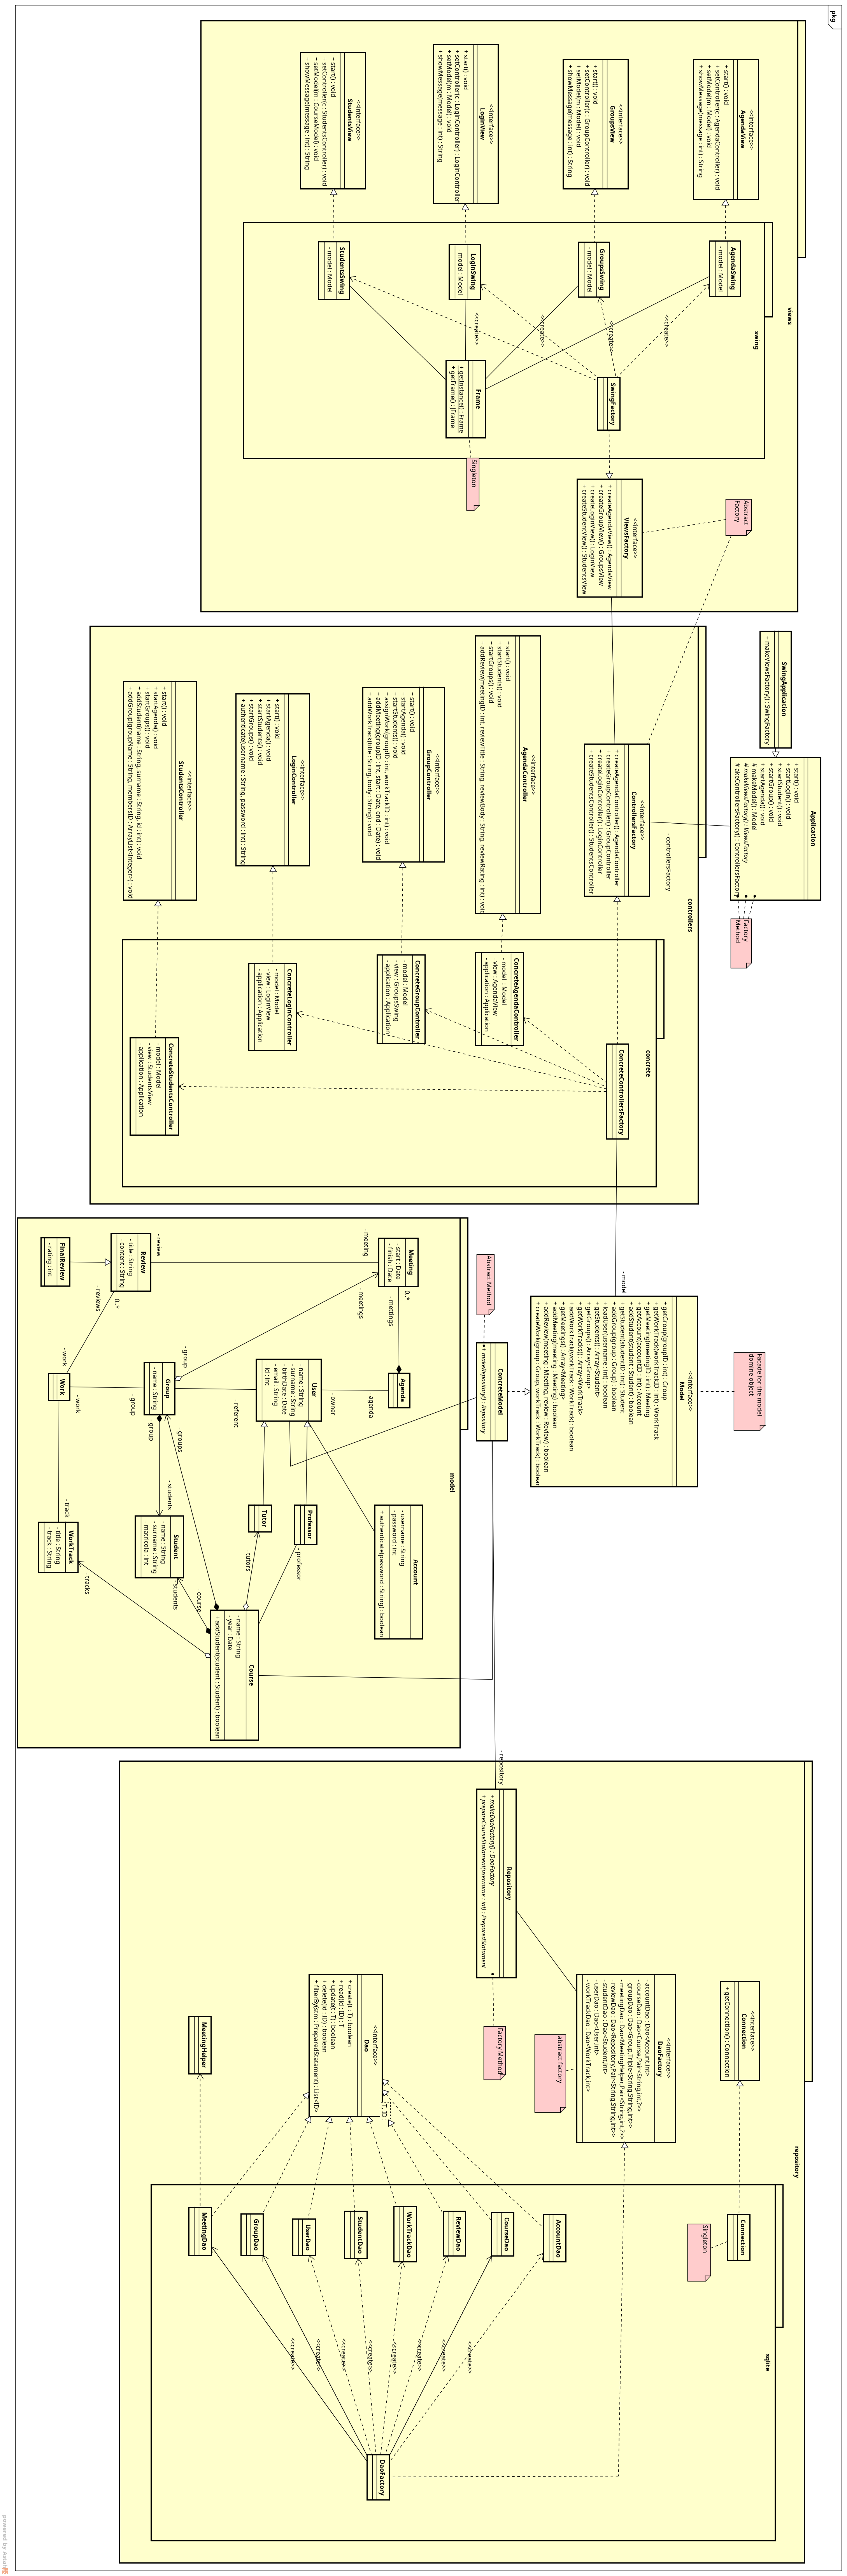 pkg
views
<<interface>>
AgendaView
+ start() : void
+ setController(c : AgendaController) : void
+ setModel(m : Model) : void
+ showMessage(message : int) : String
<<interface>>
GroupsView
+ start() : void
+ setController(c : GroupController) : void
+ setModel(m : Model) : void
+ showMessage(message : int) : String
<<interface>>
LoginView
+ start() : void
+ setController(c : LoginController) : LoginController
+ setModel(m : Model) : void
+ showMessage(message : int) : String
<<interface>>
StudentsView
+ start() : void
+ setController(c : StudentsController) : void
+ setModel(m : CourseModel) : void
+ showMessage(message : int) : String
swing
AgendaSwing
- model : Model
GroupsSwing
- model : Model
LoginSwing
- model : Model
StudentsSwing
- model : Model
<<create>>
<<create>>
<<create>>
<<create>>
SwingFactory
Frame
+ getInstance() : Frame
+ getFrame() : JFrame
Singleton
Abstract
Factory
<<interface>>
ViewsFactory
+ createAgendaView() : AgendaView
+ createGroupView() : GroupsView
+ createLoginView() : LoginView
+ createStudentView() : StudentsView
SwingApplication
+ makeViewsFactory() : SwingFactory
Application
+ start() : void
+ startLogin() : void
+ startStudent() : void
+ startGroup() : void
+ startAgenda() : void
# makeModel() : Model
# makeViewsFactory() : ViewsFactory
# akeControllersFactory() : ControllersFactory
Factory
Method
controllers
- controllersFactory
<<interface>>
ControllersFactory
+ createAgendaController() : AgendaController
+ createGroupController() : GroupController
+ createLoginController() : LoginController
+ createStudentsController() : StudentsController
<<interface>>
AgendaController
+ start() : void
+ startStudents() : void
+ startGroups() : void
+ addReview(meetingID : int, reviewTitle : String, reviewBody : String, reviewRating : int) : void
<<interface>>
GroupController
+ start() : void
+ startAgenda() : void
+ startStudents() : void
+ assignWork(groupID : int, workTrackID : int) : void
+ addMeeting(groupID : int, start : Date, end : Date) : void
+ addWorkTrack(title : String, body : String) : void
<<interface>>
LoginController
+ start() : void
+ startAgenda() : void
+ startStudents() : void
+ startGroups() : void
+ authenticate(username : String, password : int) : String
<<interface>>
StudentsController
+ start() : void
+ startAgenda() : void
+ startGroups() : void
+ addStudent(name : String, surname : String, id : int) : void
+ addGroup(groupName : String, membersID : ArrayList<Integer>) : void
concrete
ConcreteControllersFactory
ConcreteAgendaController
- model : Model
- view : AgendaView
- application : Application
ConcreteGroupController
- model : Model
- view : GroupsSwing
- application : Application
ConcreteLoginController
- model : Model
- view : LoginView
- application : Application
ConcreteStudentsController
- model : Model
- view : StudentsView
- application : Application
- model
Facade for the model
domine object
<<interface>>
Model
+ getGroup(groupID : int) : Group
+ getWorkTrack(workTrackID : int) : WorkTrack
+ getMeeting(meetingID : int) : Meeting
+ getAccount(accountID : int) : Account
+ addStudent(student : Student) : boolean
+ getStudent(studentID : int) : Student
+ addGroup(group : Group) : boolean
+ loadUser(username : int) : boolean
+ getStudents() : Array<Student>
+ getGroups() : Array<Group>
+ getWorkTracks() : Array<WorkTrack>
+ addWorkTrack(workTrack : WorkTrack) : boolean
+ getMeetings() : Array<Meeting>
+ addMeeting(meeting : Meeting) : boolean
+ addReview(meeting : Meeting, review : Review) : boolean
+ createWork(group : Group, workTrack : WorkTrack) : boolean
Abstract Method
ConcreteModel
+ makeRepository() : Repository
model
Meeting
- start : Date
- finish : Date
0..*
- mettings
- meetings
- meeting
- review
Agenda
- agenda
- owner
Review
- title : String
- content : String
0..*
- reviews
FinalReview
- rating : int
User
- name : String
- surname : String
- birthDate : Date
- email : String
- id : int
- referent
- group
Group
- name : String
- group
- group
- groups
- work
Work
- work
Account
- username : String
- password : int
+ authenticate(password : String) : boolean
Professor
- professor
Tutor
- tutors
- students
Student
- name : String
- surname : String
- matricola : int
- students
- course
- track
WorkTrack
- title : String
- track : String
- tracks
Course
- name : String
- year : Date
+ addStudent(student : Student) : boolean
- repository
repository
Repository
+ makeDaoFactory() : DaoFactory
+ prepareCourseStatament(username : int) : PreparedStatament
Factory Method
<<interface>>
Connection
+ getConnection() : Connection
<<interface>>
DaoFactory
- accountDao : Dao<Account,int>
- courseDao : Dao<Course,Pair<String,int,?>>
- groupDao : Dao<Group,Triple<String,String,int>>
- meetingDao : Dao<MeetingHelper,Pair<String,int,?>>
- reviewDao : Dao<Repository,Pair<String,String,int>>
- studentDao : Dao<Student,int>
- userDao : Dao<User,int>
- workTrackDao : Dao<WorkTrack,int>
abstract factory
<<interface>>
Dao
T, ID
+ create(t : T) : boolean
+ read(id : ID) : T
+ update(t : T) : boolean
+ delete(id : ID) : boolean
+ filterBy(stm : PreparedStatament) : List<ID>
MeetingHelper
sqlite
Connection
Singleton
AccountDao
CourseDao
ReviewDao
WorkTrackDao
StudentDao
UserDao
GroupDao
MeetingDao
<<create>>
<<create>>
<<create>>
<<create>>
<<create>>
<<create>>
<<create>>
<<create>>
DaoFactory
powered by Astah